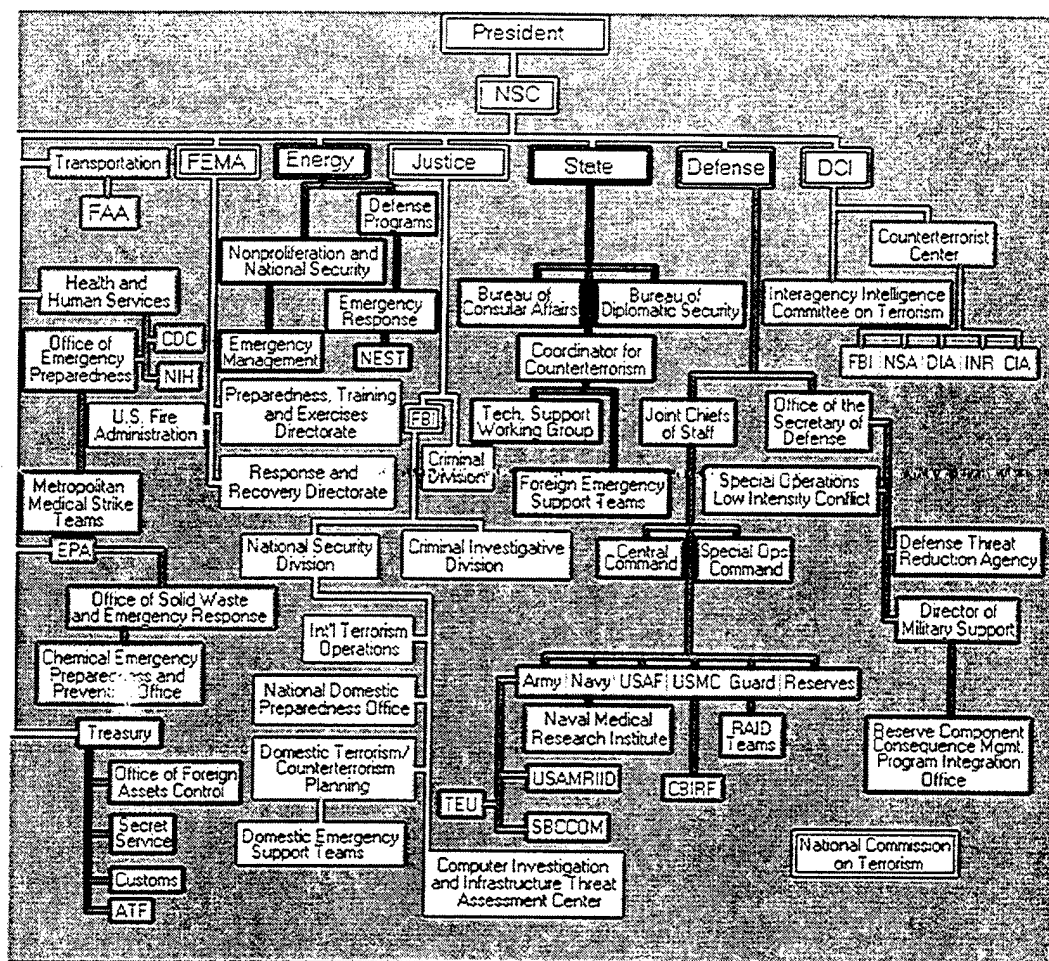 President
NSC
Transportation
FEMA
Energy
Justice
State
Defense
DCI
FAA
Defense
Programs
Nonproliferation and
National Security
Counterterrorist
Center
Health and
Human Services
Emergency
Response
Bureau of
Consular Affairs
Bureau of
Diplomatic Security
Interagency Intelligence
Committee on Terrorism
Office of
Emergency
Preparedness
CDC
NIH
Emergency
Management
NEST
Coordinator for
Counterterrorism
FBI
NSA
DIA
INR
CIA
U.S. Fire
Administration
Preparedness, Training
and Exercises
Directorate
FBI
Tech. Support
Working Group
Joint Chiefs
of Staff
Office of the
Secretary of
Defense
Metropolitan
Medical Strike
Teams
Response and
Recovery Directorate
Criminal
Division
Foreign Emergency
Support Teams
Special Operations
Low Intensity Conflict
EPA
National Security
Division
Criminal Investigative
Division
Central
Command
Special Ops
Command
Defense Threat
Reduction Agency
Office of Solid Waste
and Emergency Response
Director of
Military Support
Int'l Terrorism
Operations
Chemical Emergency
Preparedness and
Prevention Office
National Domestic
Preparedness Office
Army
Navy
USAF
USMC
Guard
Reserves
Treasury
Naval Medical
Research Institute
RAID
Teams
Reserve Component
Consequence Mgmt.
Program Integration
Office
Office of Foreign
Assets Control
Domestic Terrorism/
Counterterrorism
Planning
USAMRIID
CBIRF
TEU
SBCCOM
Secret
Service
Domestic Emergency
Support Teams
National Commission
on Terrorism
Customs
Computer Investigation
and Infrastructure Threat
Assessment Center
ATF